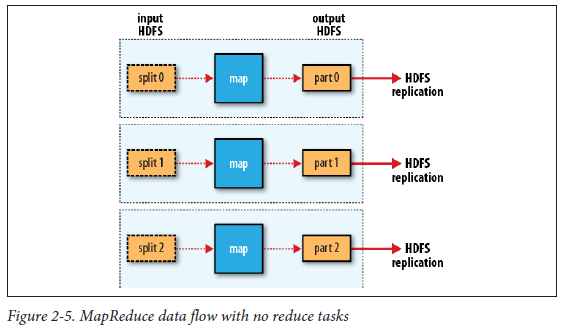 input
HDFS
output
HDFS
split 0
map
part 0
HDFS
replication
split 1
map
part 1
HDFS
replication
split 2
map
part 2
HDFS
replication
Figure 2-5. MapReduce data flow with no reduce tasks